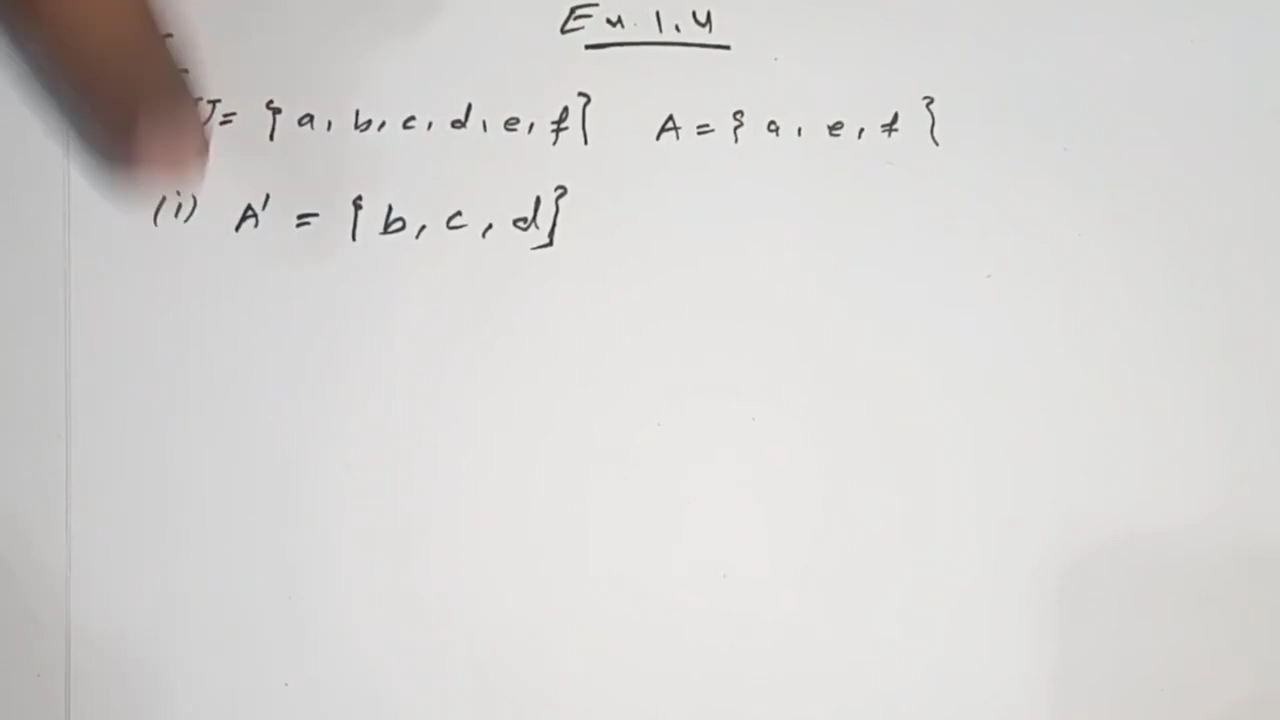 Ex. 1.4
U = { a, b, c, d, e, f } A = { a, e, f }
(i) A' = { b, c, d }